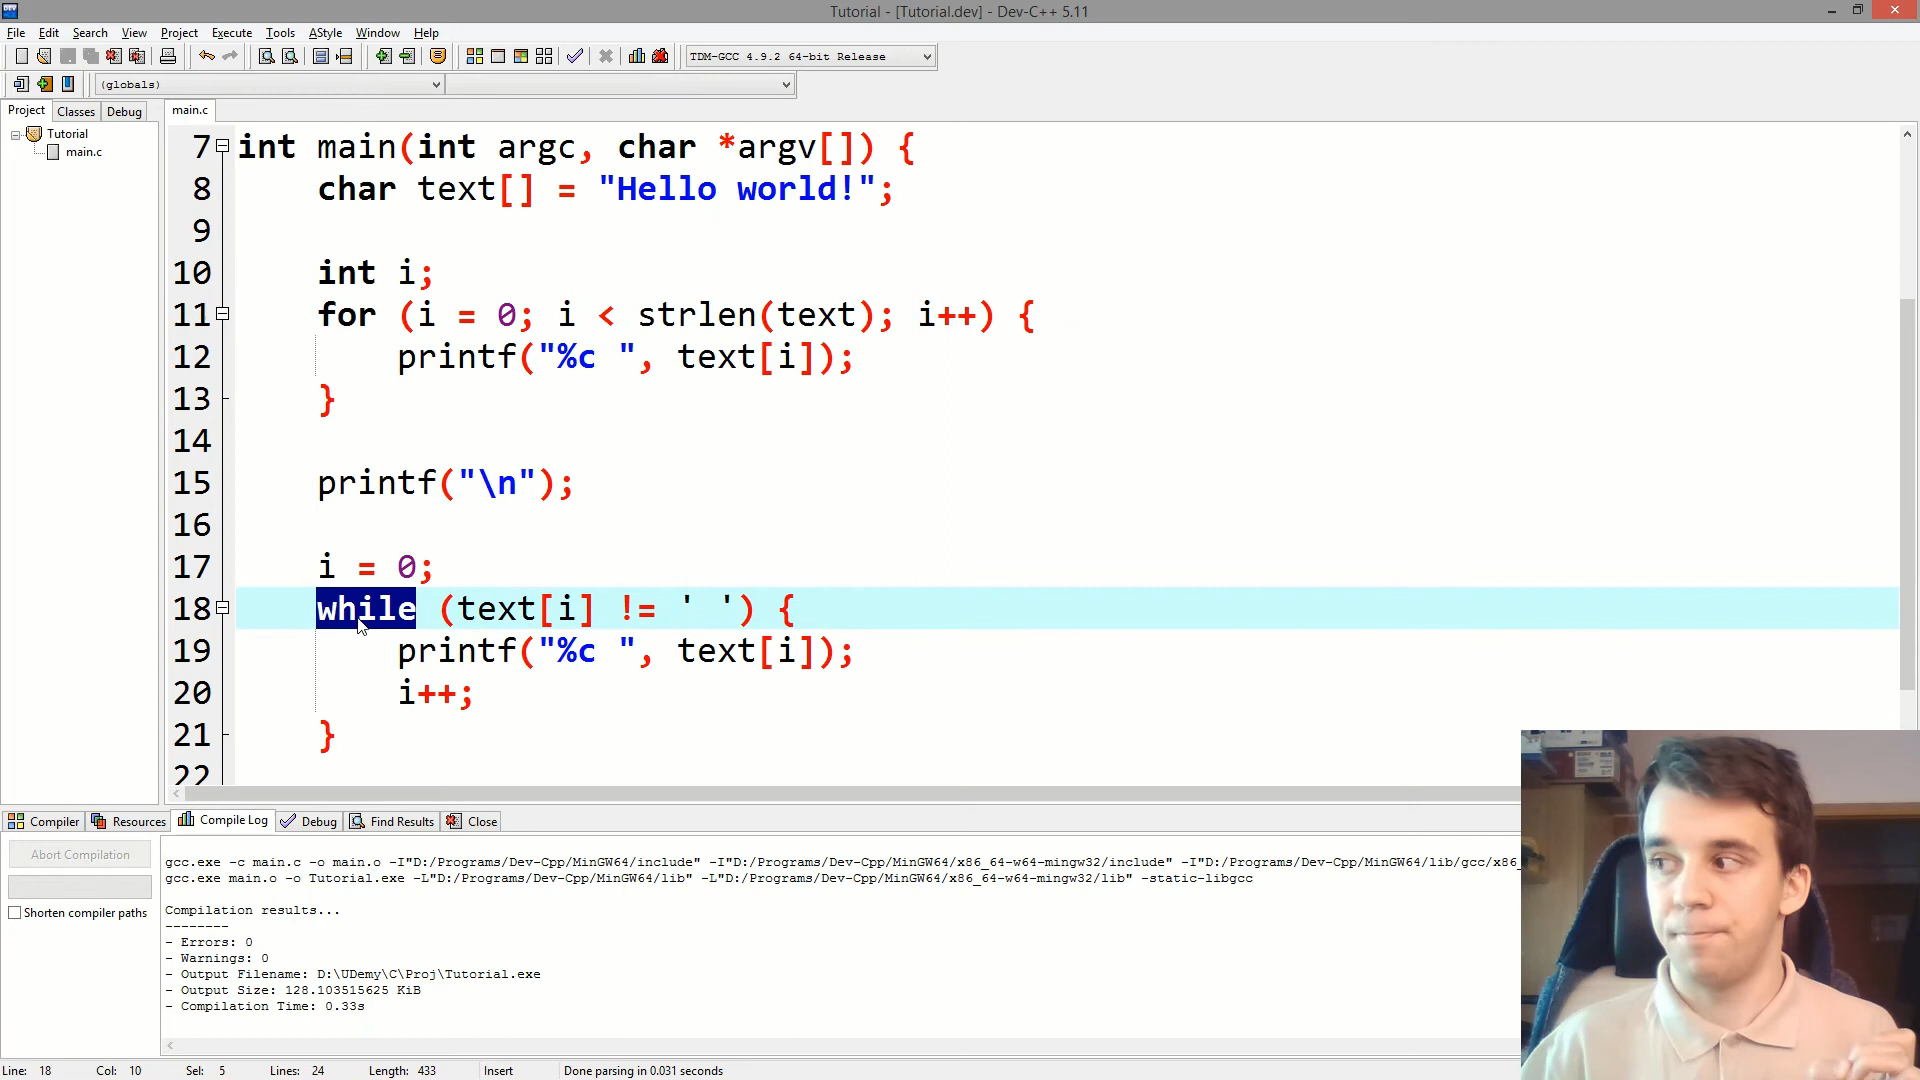 Tutorial - [Tutorial.dev] - Dev-C++ 5.11
File Edit Search View Project Execute Tools AStyle Window Help
TDM-GCC 4.9.2 64-bit Release
(globals)
Project Classes Debug main.c
Tutorial
main.c
7 int main(int argc, char *argv[]) {
8 char text[] = "Hello world!";
9
10 int i;
11 for (i = 0; i < strlen(text); i++) {
12 printf("%c ", text[i]);
13 }
14
15 printf("\n");
16
17 i = 0;
18 while (text[i] != ' ') {
19 printf("%c ", text[i]);
20 i++;
21 }
22
Compiler Resources Compile Log Debug Find Results Close
Abort Compilation
Shorten compiler paths
gcc.exe -c main.c -o main.o -I"D:/Programs/Dev-Cpp/MinGW64/include" -I"D:/Programs/Dev-Cpp/MinGW64/x86_64-w64-mingw32/include" -I"D:/Programs/Dev-Cpp/MinGW64/lib/gcc/x86_
gcc.exe main.o -o Tutorial.exe -L"D:/Programs/Dev-Cpp/MinGW64/lib" -L"D:/Programs/Dev-Cpp/MinGW64/x86_64-w64-mingw32/lib" -static-libgcc
Compilation results...
--------
- Errors: 0
- Warnings: 0
- Output Filename: D:\UDemy\C\Proj\Tutorial.exe
- Output Size: 128.103515625 KiB
- Compilation Time: 0.33s
Line: 18 Col: 10 Sel: 5 Lines: 24 Length: 433 Insert Done parsing in 0.031 seconds